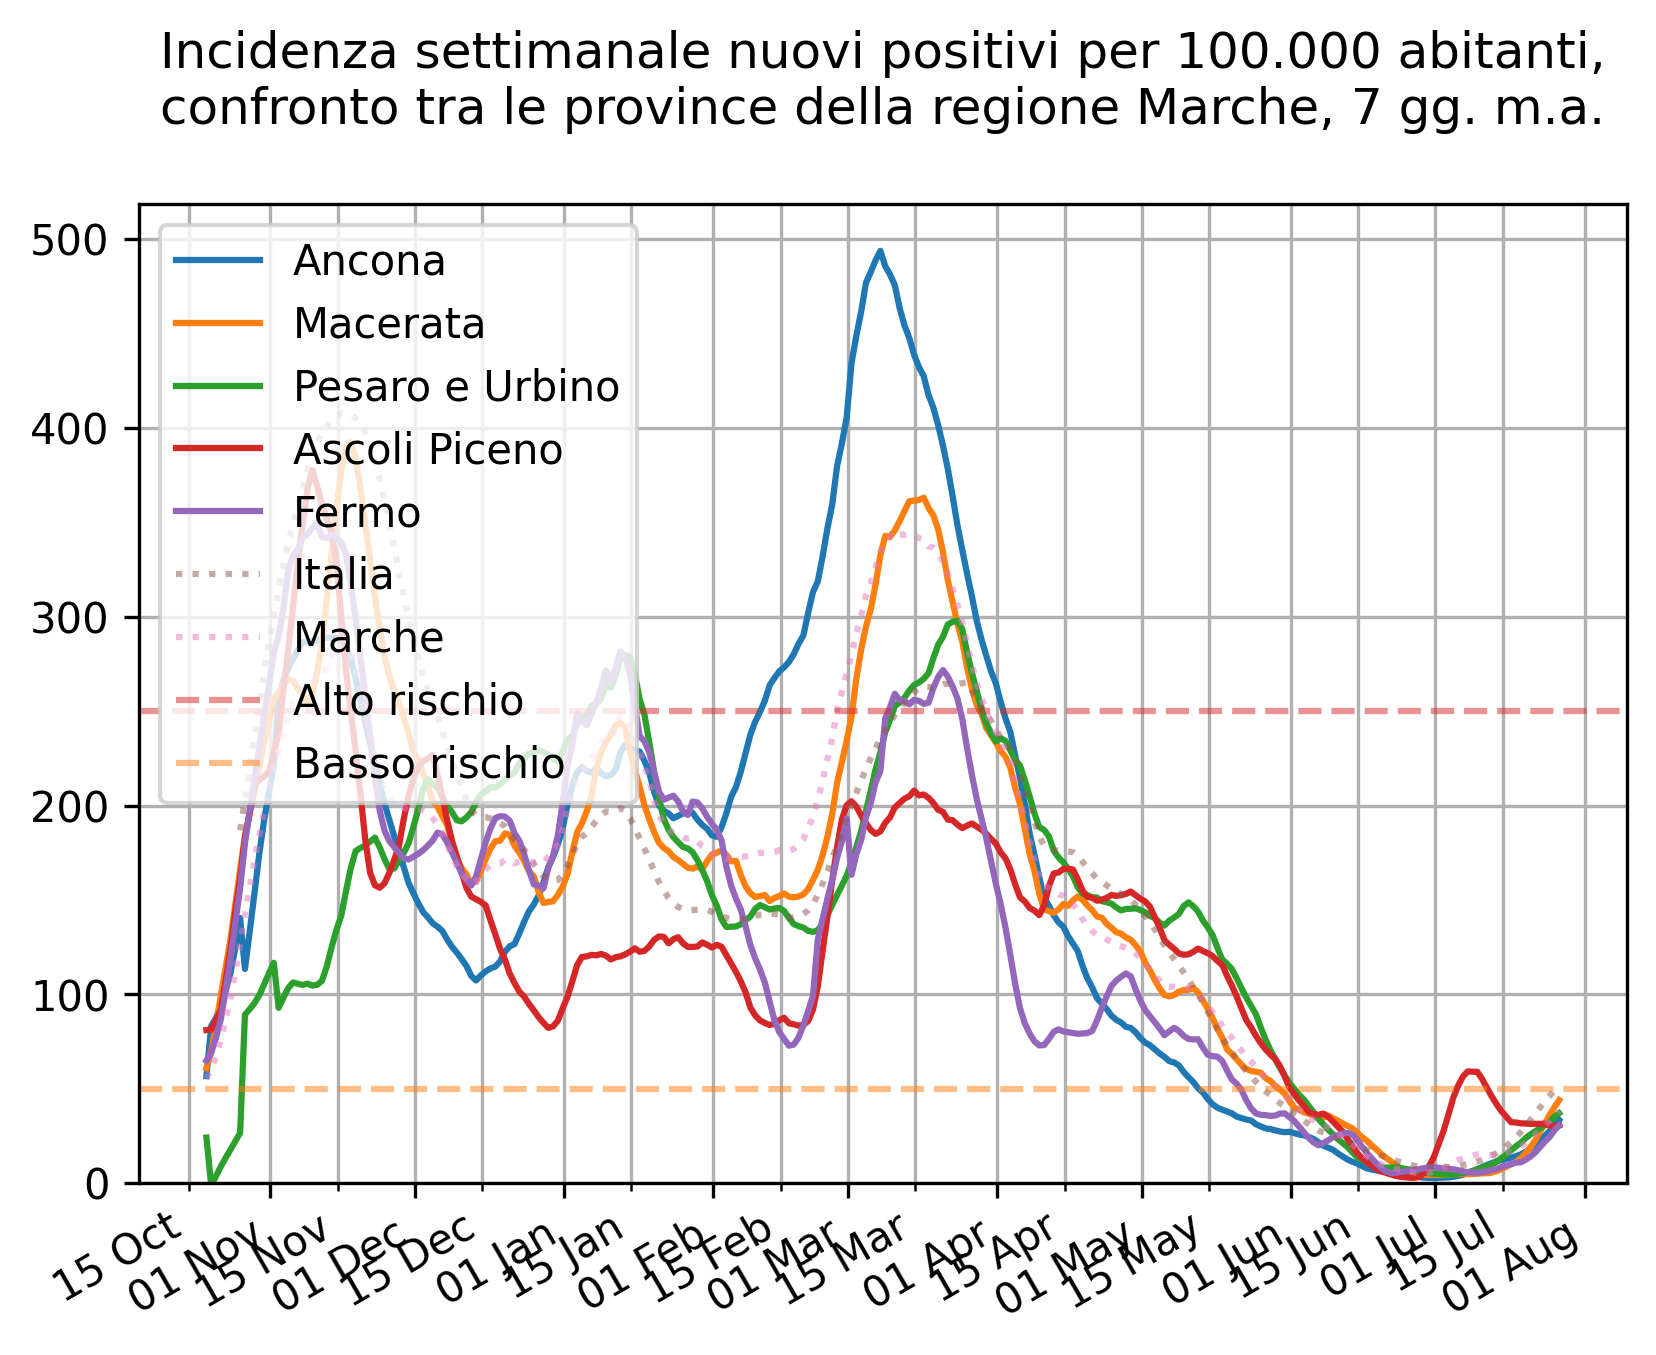 Incidenza settimanale nuovi positivi per 100.000 abitanti,
confronto tra le province della regione Marche, 7 gg. m.a.
500
400
300
200
100
0
Ancona
Macerata
Pesaro e Urbino
Ascoli Piceno
Fermo
Italia
Marche
Alto rischio
Basso rischio
15 Oct
01 Nov
15 Nov
01 Dec
15 Dec
01 Jan
15 Jan
01 Feb
15 Feb
01 Mar
15 Mar
01 Apr
15 Apr
01 May
15 May
01 Jun
15 Jun
01 Jul
15 Jul
01 Aug